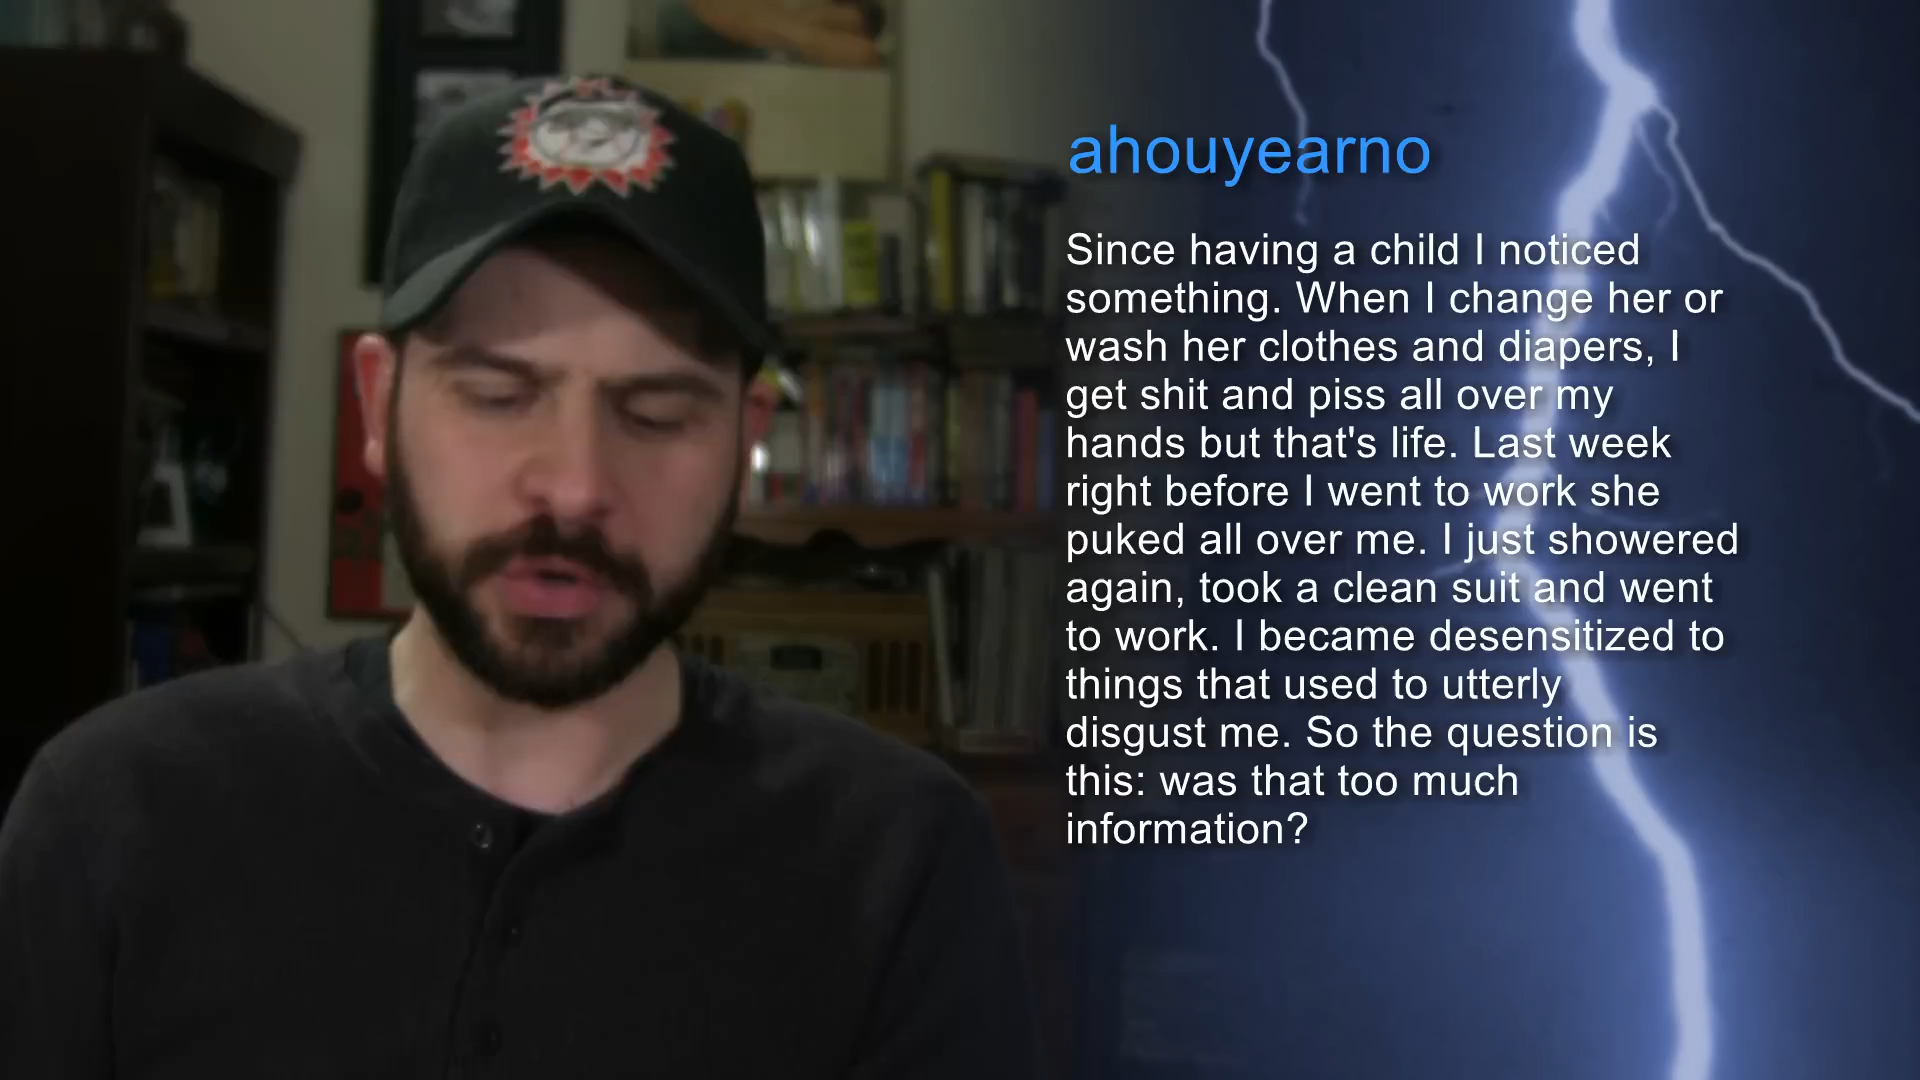 ahouyearno
Since having a child I noticed
something. When I change her or
wash her clothes and diapers, I
get shit and piss all over my
hands but that's life. Last week
right before I went to work she
puked all over me. I just showered
again, took a clean suit and went
to work. I became desensitized to
things that used to utterly
disgust me. So the question is
this: was that too much
information?